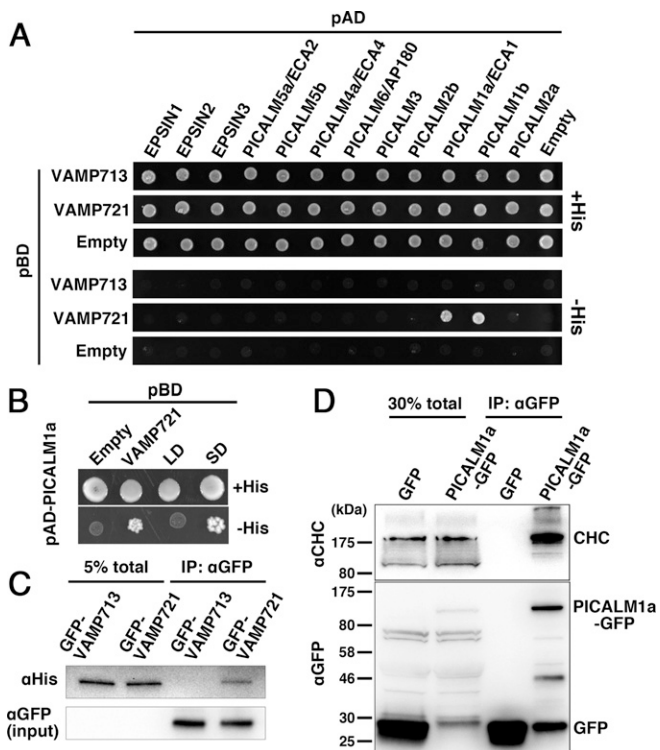 A
pAD
EPSIN1
EPSIN2
EPSIN3
PICALM5a/ECA2
PICALM5b
PICALM4a/ECA4
PICALM6/AP180
PICALM3
PICALM2b
PICALM1a/ECA1
PICALM1b
PICALM2a
Empty
pBD
VAMP713
VAMP721
Empty
+His
VAMP713
VAMP721
Empty
-His
B
pBD
Empty
VAMP721
LD
SD
pAD-PICALM1a
+His
-His
C
5% total
IP: αGFP
GFP-
VAMP713
GFP-
VAMP721
GFP-
VAMP713
GFP-
VAMP721
αHis
αGFP
(input)
D
30% total
IP: αGFP
GFP
PICALM1a
-GFP
GFP
PICALM1a
-GFP
(kDa)
αCHC
175
80
CHC
αGFP
175
80
58
46
30
25
PICALM1a
-GFP
GFP